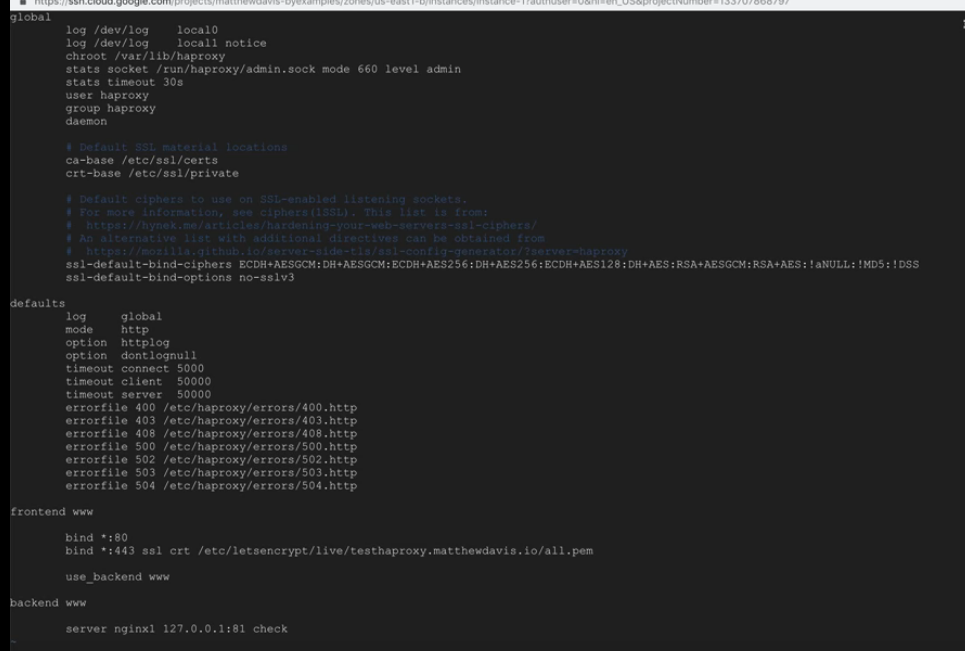 https://ssh.cloud.google.com/projects/matthewdavis-byexamples/zones/us-east1-b/instances/instance-1?authuser=0&hl=en_US&projectNumber=133707868797
global
log /dev/log local0
log /dev/log local1 notice
chroot /var/lib/haproxy
stats socket /run/haproxy/admin.sock mode 660 level admin
stats timeout 30s
user haproxy
group haproxy
daemon
# Default SSL material locations
ca-base /etc/ssl/certs
crt-base /etc/ssl/private
# Default ciphers to use on SSL-enabled listening sockets.
# For more information, see ciphers(1SSL). This list is from:
#  https://hynek.me/articles/hardening-your-web-servers-ssl-ciphers/
# An alternative list with additional directives can be obtained from
#  https://mozilla.github.io/server-side-tls/ssl-config-generator/?server=haproxy
ssl-default-bind-ciphers ECDH+AESGCM:DH+AESGCM:ECDH+AES256:DH+AES256:ECDH+AES128:DH+AES:RSA+AESGCM:RSA+AES:!aNULL:!MD5:!DSS
ssl-default-bind-options no-sslv3
defaults
log global
mode http
option httplog
option dontlognull
timeout connect 5000
timeout client 50000
timeout server 50000
errorfile 400 /etc/haproxy/errors/400.http
errorfile 403 /etc/haproxy/errors/403.http
errorfile 408 /etc/haproxy/errors/408.http
errorfile 500 /etc/haproxy/errors/500.http
errorfile 502 /etc/haproxy/errors/502.http
errorfile 503 /etc/haproxy/errors/503.http
errorfile 504 /etc/haproxy/errors/504.http
frontend www
bind *:80
bind *:443 ssl crt /etc/letsencrypt/live/testhaproxy.matthewdavis.io/all.pem
use_backend www
backend www
server nginx1 127.0.0.1:81 check
~